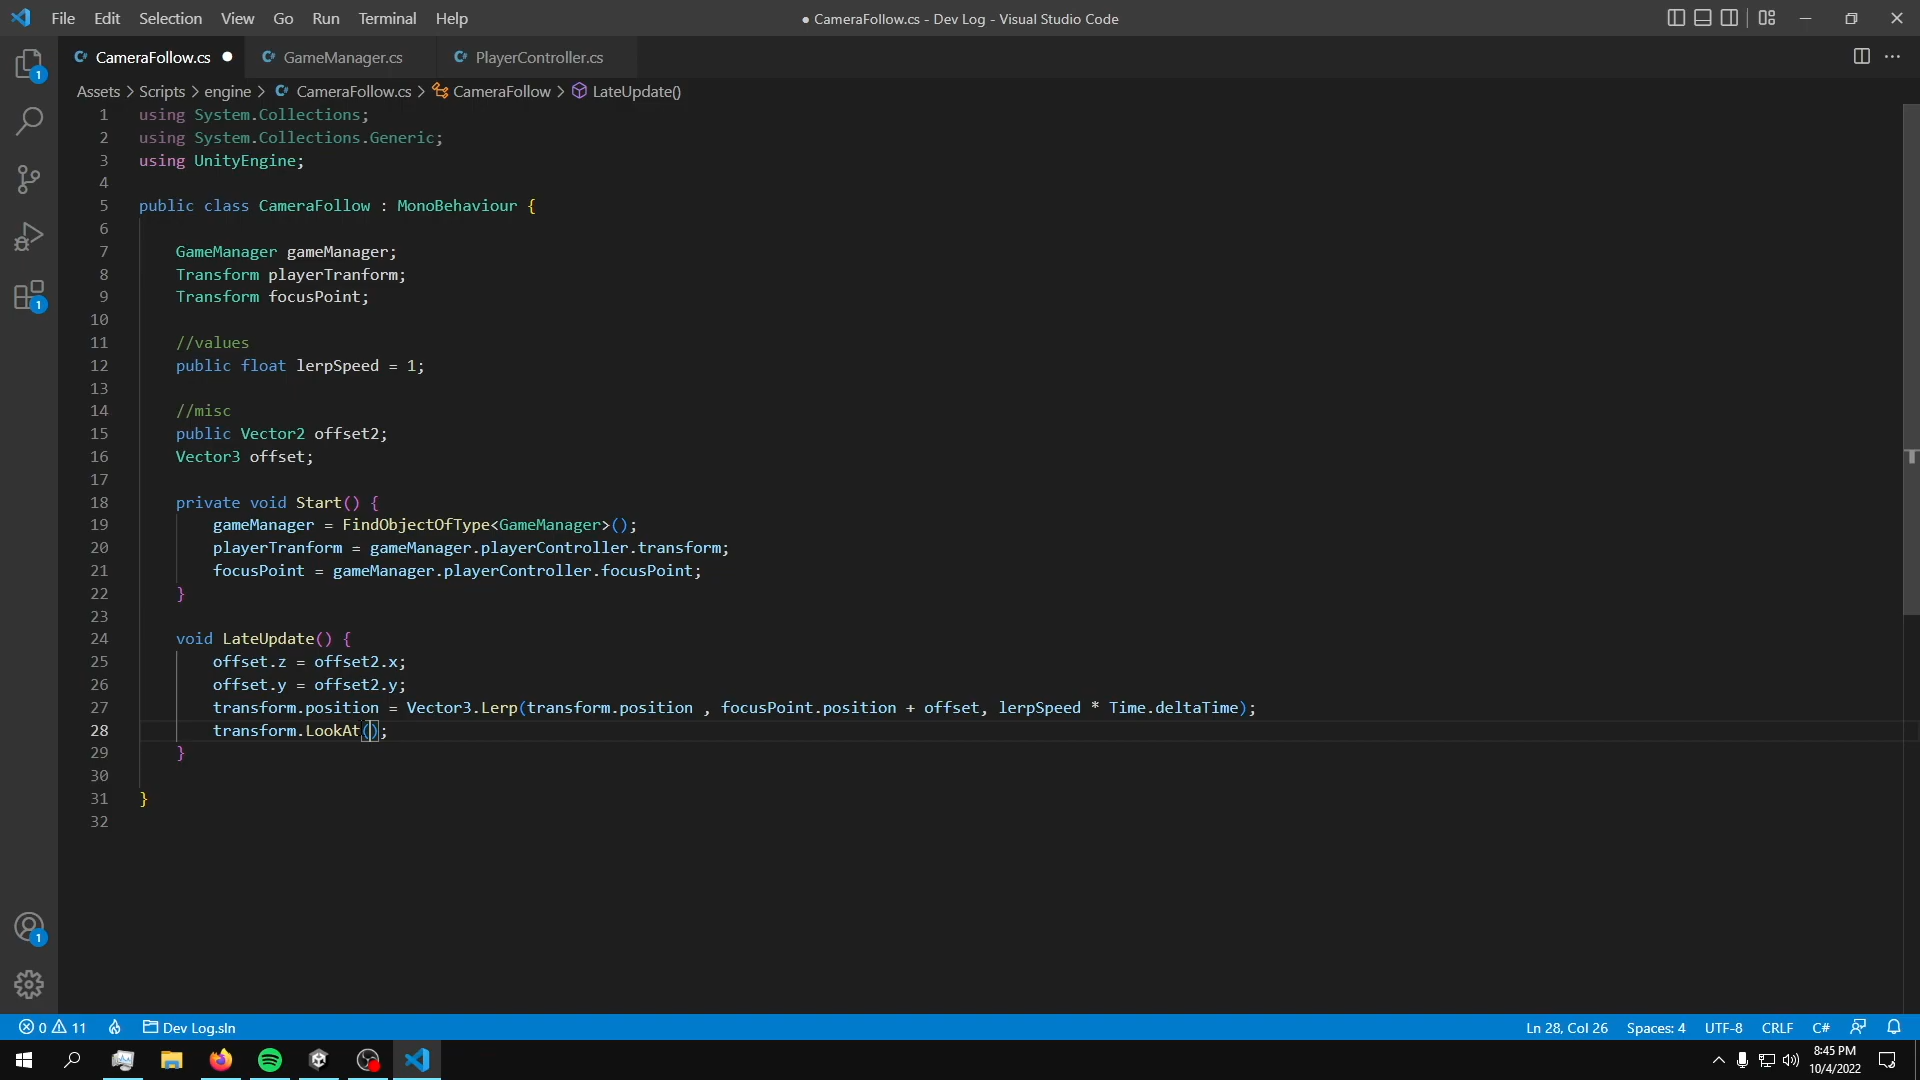 File Edit Selection View Go Run Terminal Help
● CameraFollow.cs - Dev Log - Visual Studio Code
CameraFollow.cs ● GameManager.cs PlayerController.cs
Assets > Scripts > engine > CameraFollow.cs > CameraFollow > LateUpdate()
1 using System.Collections;
2 using System.Collections.Generic;
3 using UnityEngine;
4
5 public class CameraFollow : MonoBehaviour {
6
7 GameManager gameManager;
8 Transform playerTranform;
9 Transform focusPoint;
10
11 //values
12 public float lerpSpeed = 1;
13
14 //misc
15 public Vector2 offset2;
16 Vector3 offset;
17
18 private void Start() {
19 gameManager = FindObjectOfType<GameManager>();
20 playerTranform = gameManager.playerController.transform;
21 focusPoint = gameManager.playerController.focusPoint;
22 }
23
24 void LateUpdate() {
25 offset.z = offset2.x;
26 offset.y = offset2.y;
27 transform.position = Vector3.Lerp(transform.position , focusPoint.position + offset, lerpSpeed * Time.deltaTime);
28 transform.LookAt();
29 }
30
31 }
32
1
1
1
0 11 Dev Log.sln
Ln 28, Col 26 Spaces: 4 UTF-8 CRLF C#
8:45 PM
10/4/2022